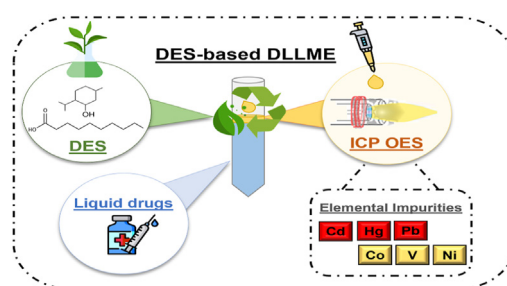 DES-based DLLME
OH
O
HO
DES
ICP OES
Liquid drugs
Elemental Impurities
Cd Hg Pb
Co V Ni